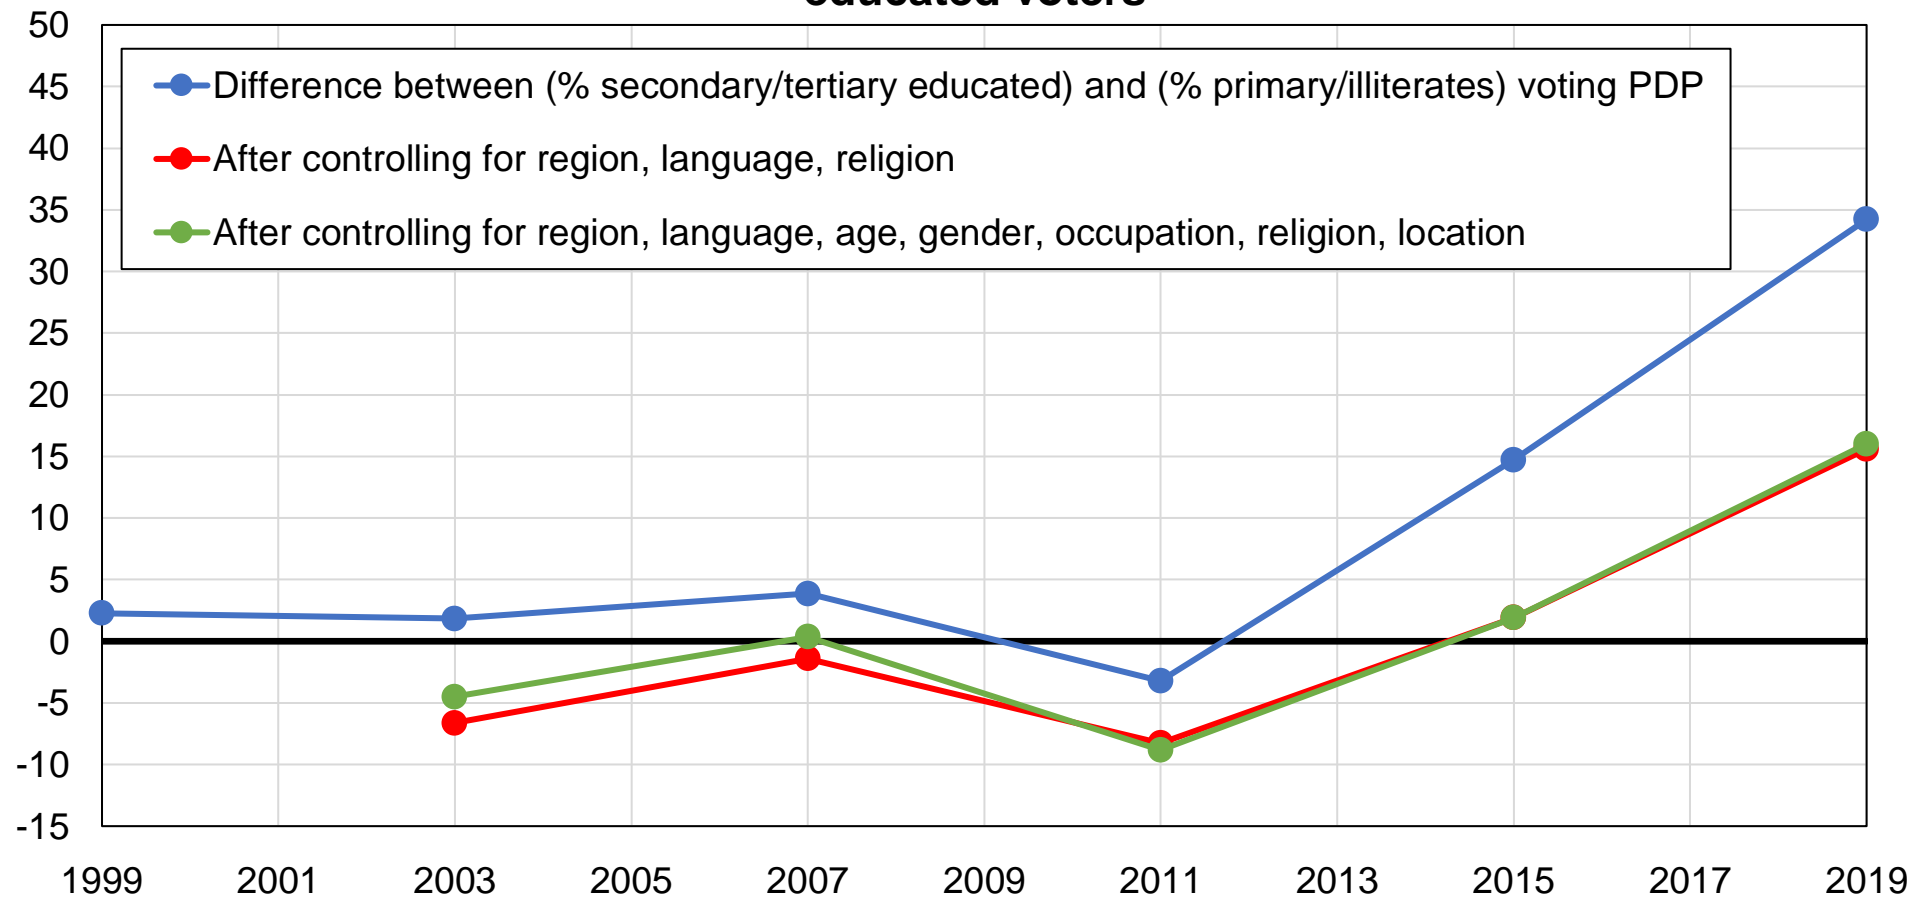 educated voters
50
45
40
35
30
25
20
15
10
5
0
-5
-10
-15
Difference between (% secondary/tertiary educated) and (% primary/illiterates) voting PDP
After controlling for region, language, religion
After controlling for region, language, age, gender, occupation, religion, location
1999 2001 2003 2005 2007 2009 2011 2013 2015 2017 2019